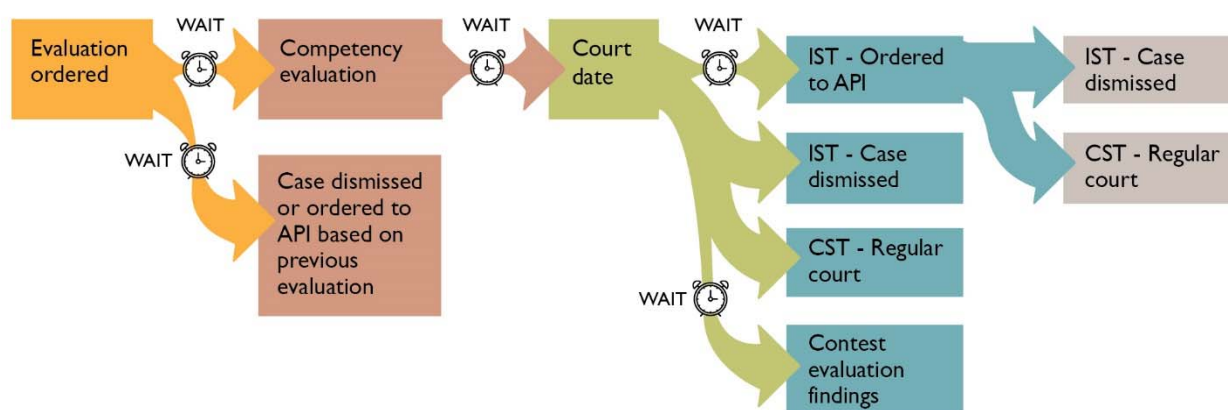 WAIT
WAIT
WAIT
Evaluation
ordered
Competency
evaluation
Court
date
IST - Ordered
to API
IST - Case
dismissed
WAIT
Case dismissed
or ordered to
API based on
previous
evaluation
IST - Case
dismissed
CST - Regular
court
CST - Regular
court
WAIT
Contest
evaluation
findings